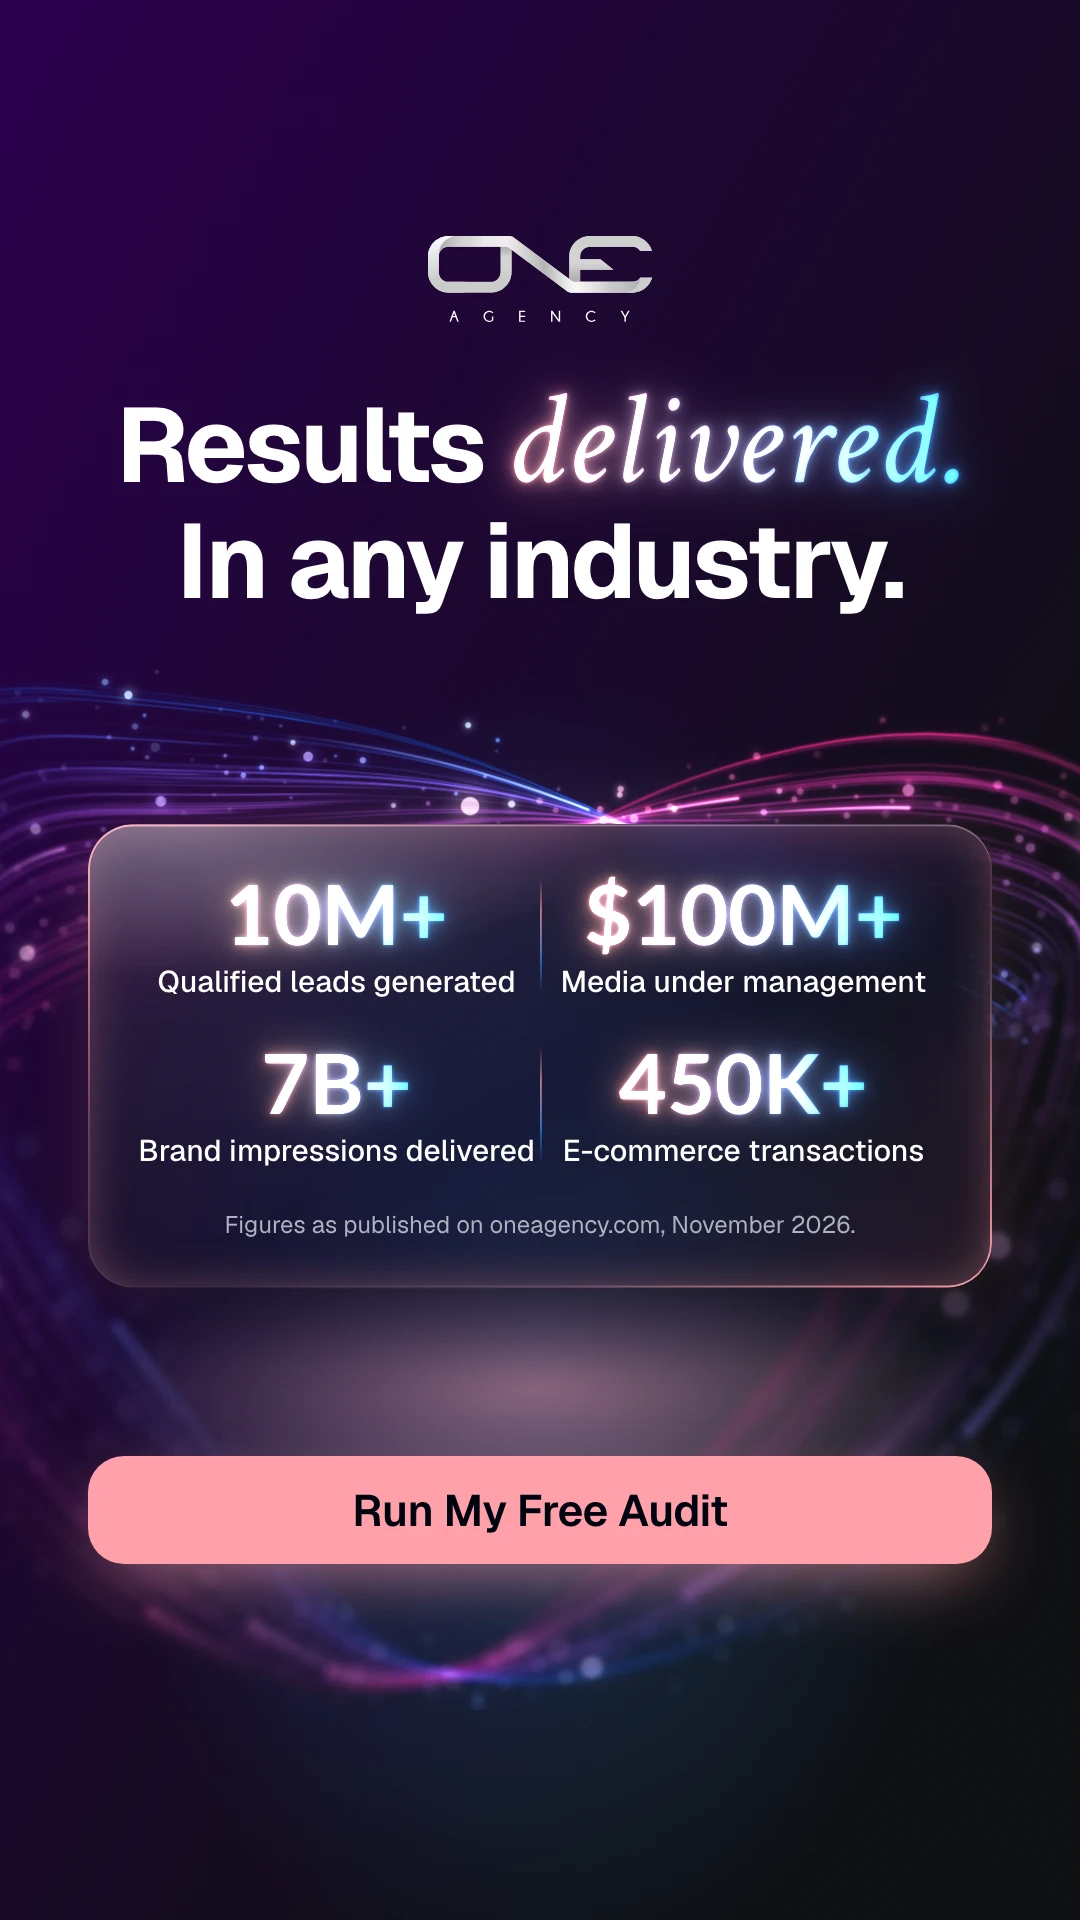 ONE
AGENCY
Results delivered.
In any industry.
10M+
Qualified leads generated
$100M+
Media under management
7B+
Brand impressions delivered
450K+
E-commerce transactions
Figures as published on oneagency.com, November 2026.
Run My Free Audit